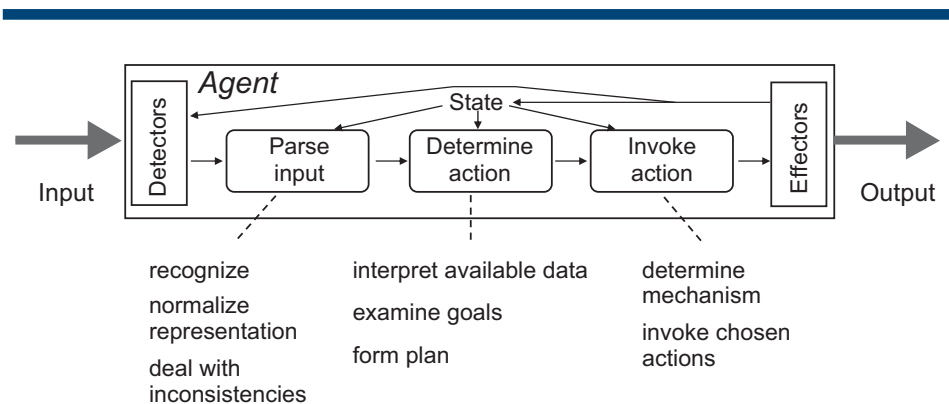 Agent
State
Detectors
Parse
input
Determine
action
Invoke
action
Effectors
Input
Output
recognize
normalize
representation
deal with
inconsistencies
interpret available data
examine goals
form plan
determine
mechanism
invoke chosen
actions